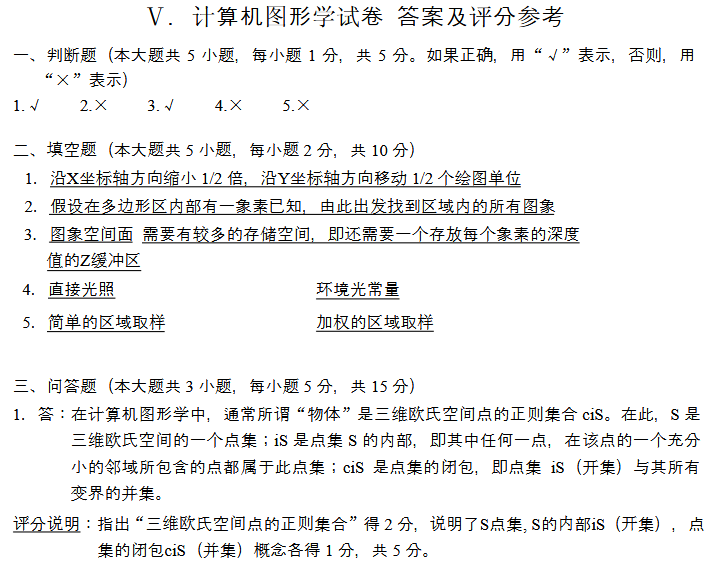 Ⅴ. 计算机图形学试卷 答案及评分参考
一、判断题(本大题共 5 小题,每小题 1 分,共 5 分。如果正确,用“√”表示,否则,用
“×”表示)
1.√ 2.× 3.√ 4.× 5.×
二、填空题(本大题共 5 小题,每小题 2 分,共 10 分)
1. 沿X坐标轴方向缩小 1/2 倍,沿Y坐标轴方向移动 1/2 个绘图单位
2. 假设在多边形区内部有一象素已知,由此出发找到区域内的所有图象
3. 图象空间面 需要有较多的存储空间,即还需要一个存放每个象素的深度
值的Z缓冲区
4. 直接光照 环境光常量
5. 简单的区域取样 加权的区域取样
三、问答题(本大题共 3 小题,每小题 5 分,共 15 分)
1. 答:在计算机图形学中,通常所谓“物体”是三维欧氏空间点的正则集合 ciS。在此,S 是
三维欧氏空间的一个点集;iS 是点集 S 的内部,即其中任何一点,在该点的一个充分
小的邻域所包含的点都属于此点集;ciS 是点集的闭包,即点集 iS(开集)与其所有
变界的并集。
评分说明:指出“三维欧氏空间点的正则集合”得 2 分,说明了S点集, S的内部iS(开集),点
集的闭包ciS(并集)概念各得 1 分,共 5 分。